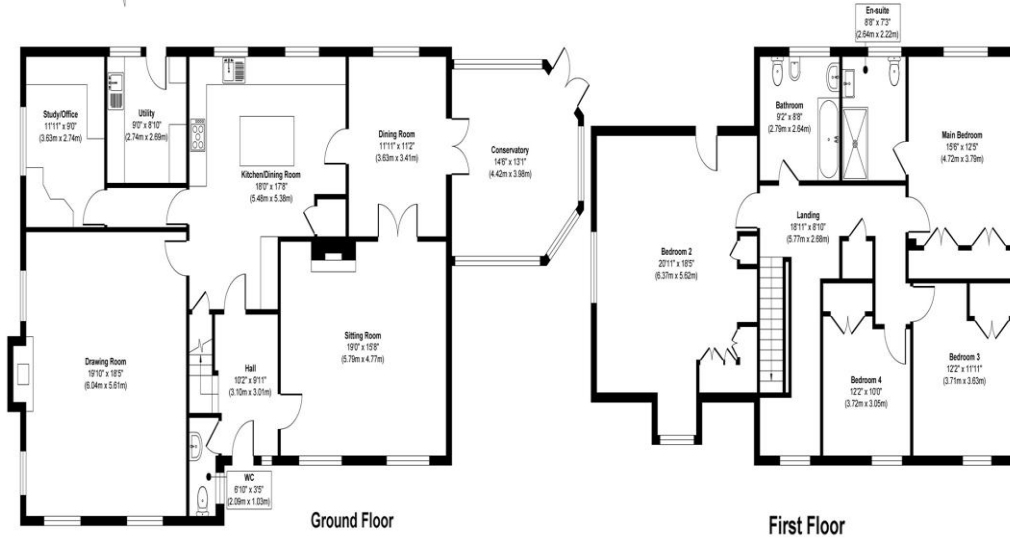 Study/Office
11'11" x 9'0"
(3.63m x 2.74m)
Utility
9'0" x 8'10"
(2.74m x 2.69m)
Kitchen/Dining Room
18'0" x 17'8"
(5.48m x 5.38m)
Dining Room
11'11" x 11'2"
(3.63m x 3.41m)
Conservatory
14'6" x 13'1"
(4.42m x 3.98m)
Drawing Room
19'10" x 18'5"
(6.04m x 5.61m)
Hall
10'2" x 9'11"
(3.10m x 3.01m)
Sitting Room
19'0" x 15'8"
(5.79m x 4.77m)
WC
6'10" x 3'5"
(2.09m x 1.03m)
Ground Floor
En-suite
8'8" x 7'3"
(2.64m x 2.22m)
Bathroom
9'2" x 8'8"
(2.79m x 2.64m)
Main Bedroom
15'6" x 12'5"
(4.72m x 3.79m)
Landing
18'11" x 8'10"
(5.77m x 2.68m)
Bedroom 2
20'11" x 18'5"
(6.37m x 5.62m)
Bedroom 4
12'2" x 10'0"
(3.72m x 3.05m)
Bedroom 3
12'2" x 11'11"
(3.71m x 3.63m)
First Floor